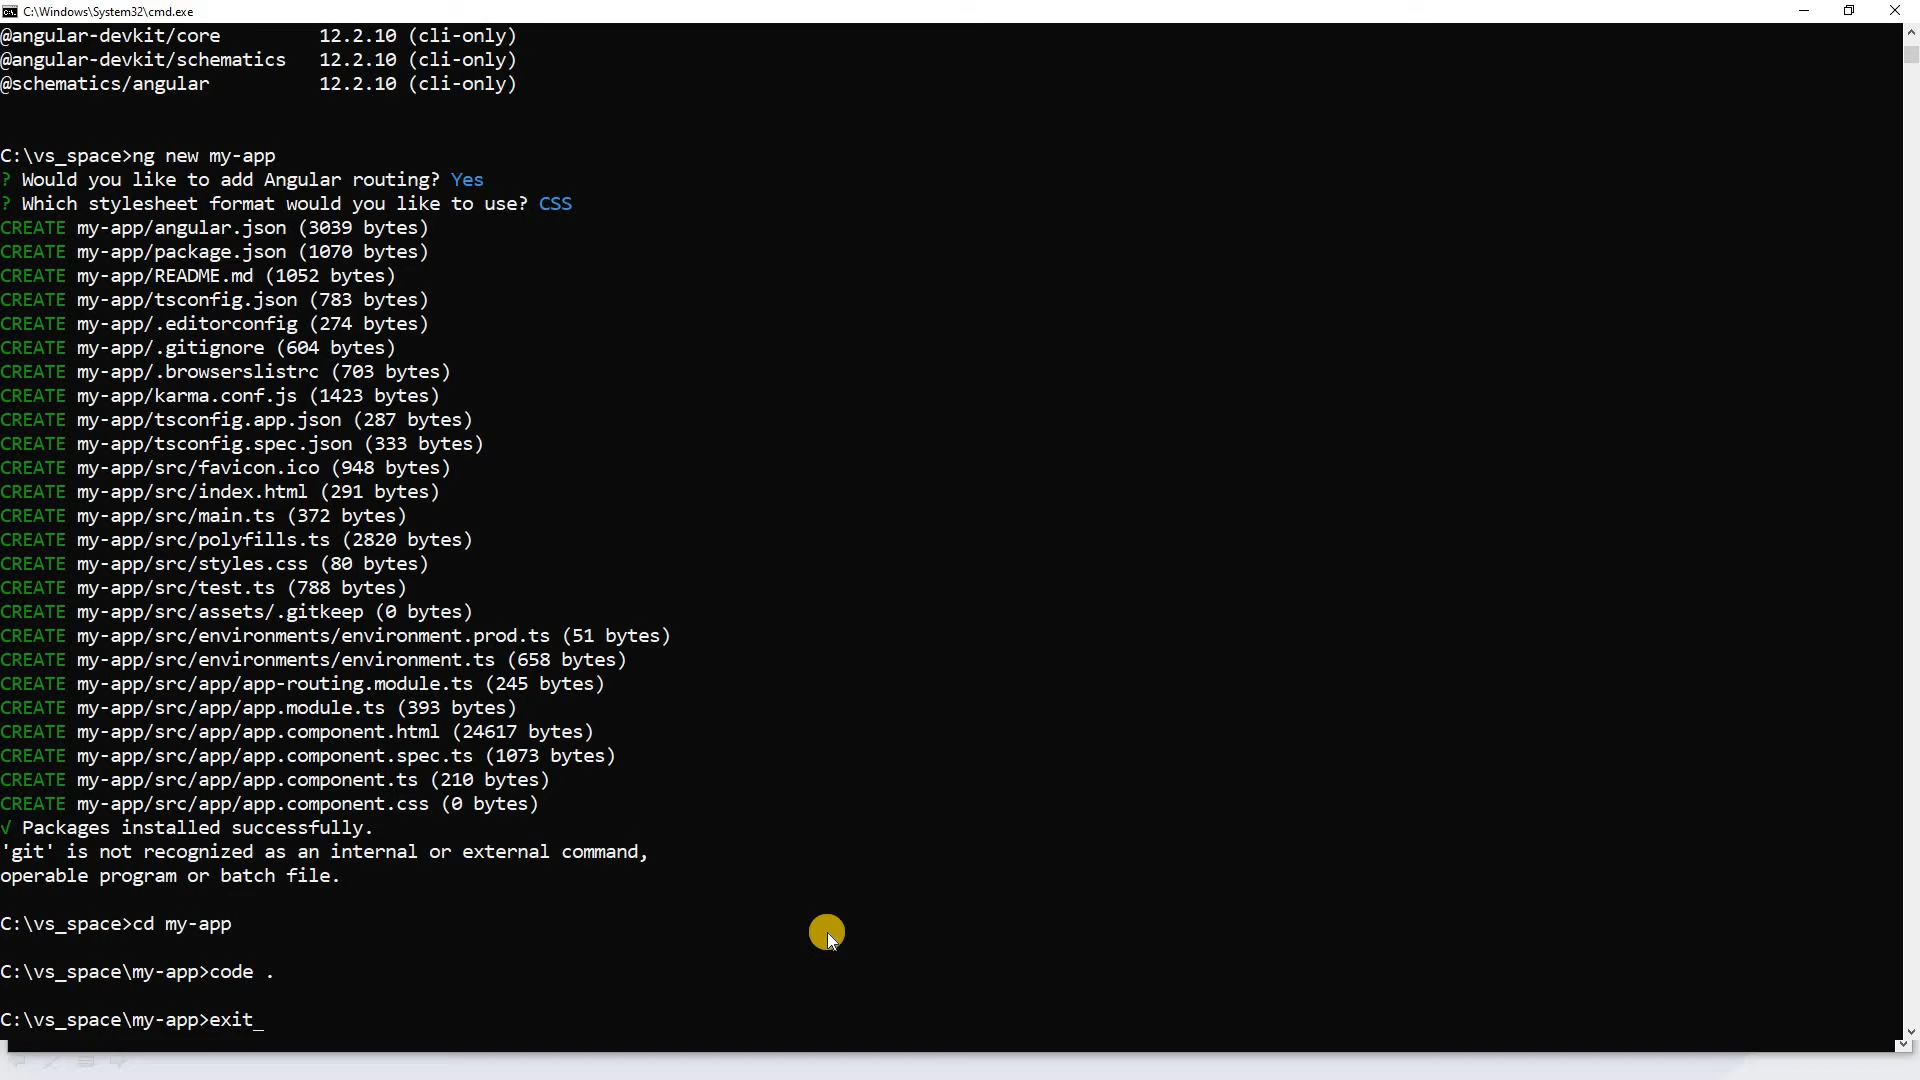 C:\Windows\System32\cmd.exe
@angular-devkit/core 12.2.10 (cli-only)
@angular-devkit/schematics 12.2.10 (cli-only)
@schematics/angular 12.2.10 (cli-only)
C:\vs_space>ng new my-app
? Would you like to add Angular routing? Yes
? Which stylesheet format would you like to use? CSS
CREATE my-app/angular.json (3039 bytes)
CREATE my-app/package.json (1070 bytes)
CREATE my-app/README.md (1052 bytes)
CREATE my-app/tsconfig.json (783 bytes)
CREATE my-app/.editorconfig (274 bytes)
CREATE my-app/.gitignore (604 bytes)
CREATE my-app/.browserslistrc (703 bytes)
CREATE my-app/karma.conf.js (1423 bytes)
CREATE my-app/tsconfig.app.json (287 bytes)
CREATE my-app/tsconfig.spec.json (333 bytes)
CREATE my-app/src/favicon.ico (948 bytes)
CREATE my-app/src/index.html (291 bytes)
CREATE my-app/src/main.ts (372 bytes)
CREATE my-app/src/polyfills.ts (2820 bytes)
CREATE my-app/src/styles.css (80 bytes)
CREATE my-app/src/test.ts (788 bytes)
CREATE my-app/src/assets/.gitkeep (0 bytes)
CREATE my-app/src/environments/environment.prod.ts (51 bytes)
CREATE my-app/src/environments/environment.ts (658 bytes)
CREATE my-app/src/app/app-routing.module.ts (245 bytes)
CREATE my-app/src/app/app.module.ts (393 bytes)
CREATE my-app/src/app/app.component.html (24617 bytes)
CREATE my-app/src/app/app.component.spec.ts (1073 bytes)
CREATE my-app/src/app/app.component.ts (210 bytes)
CREATE my-app/src/app/app.component.css (0 bytes)
√ Packages installed successfully.
'git' is not recognized as an internal or external command,
operable program or batch file.
C:\vs_space>cd my-app
C:\vs_space\my-app>code .
C:\vs_space\my-app>exit_